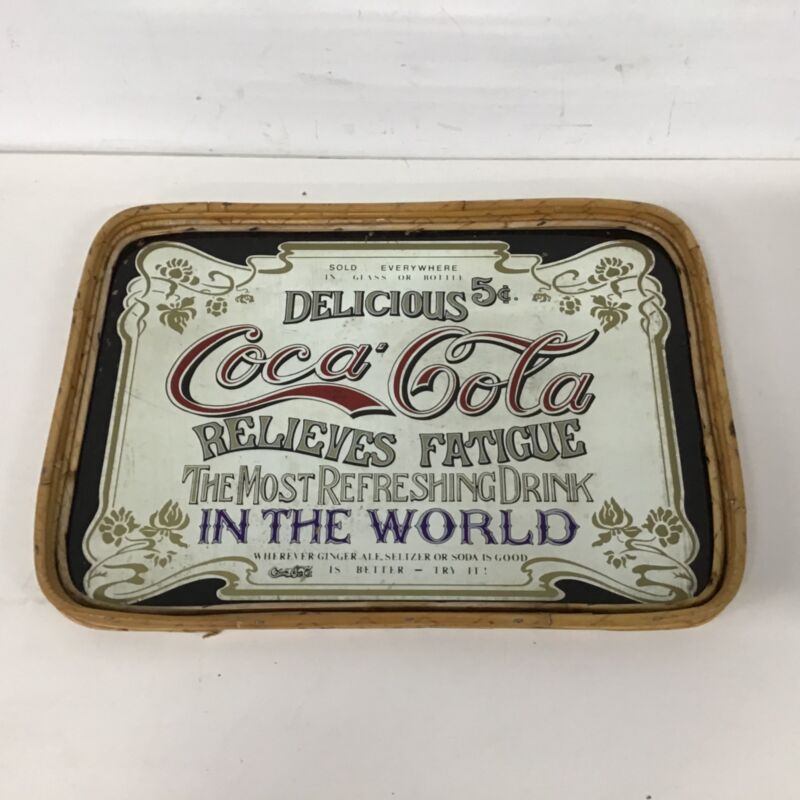 SOLD EVERYWHERE
IN GLASS OR BOTTLE
DELICIOUS 5¢.
Coca-Cola
RELIEVES FATIGUE
THE MOST REFRESHING DRINK
IN THE WORLD
WHEREVER GINGER ALE, SELTZER OR SODA IS GOOD
Coca-Cola IS BETTER – TRY IT!